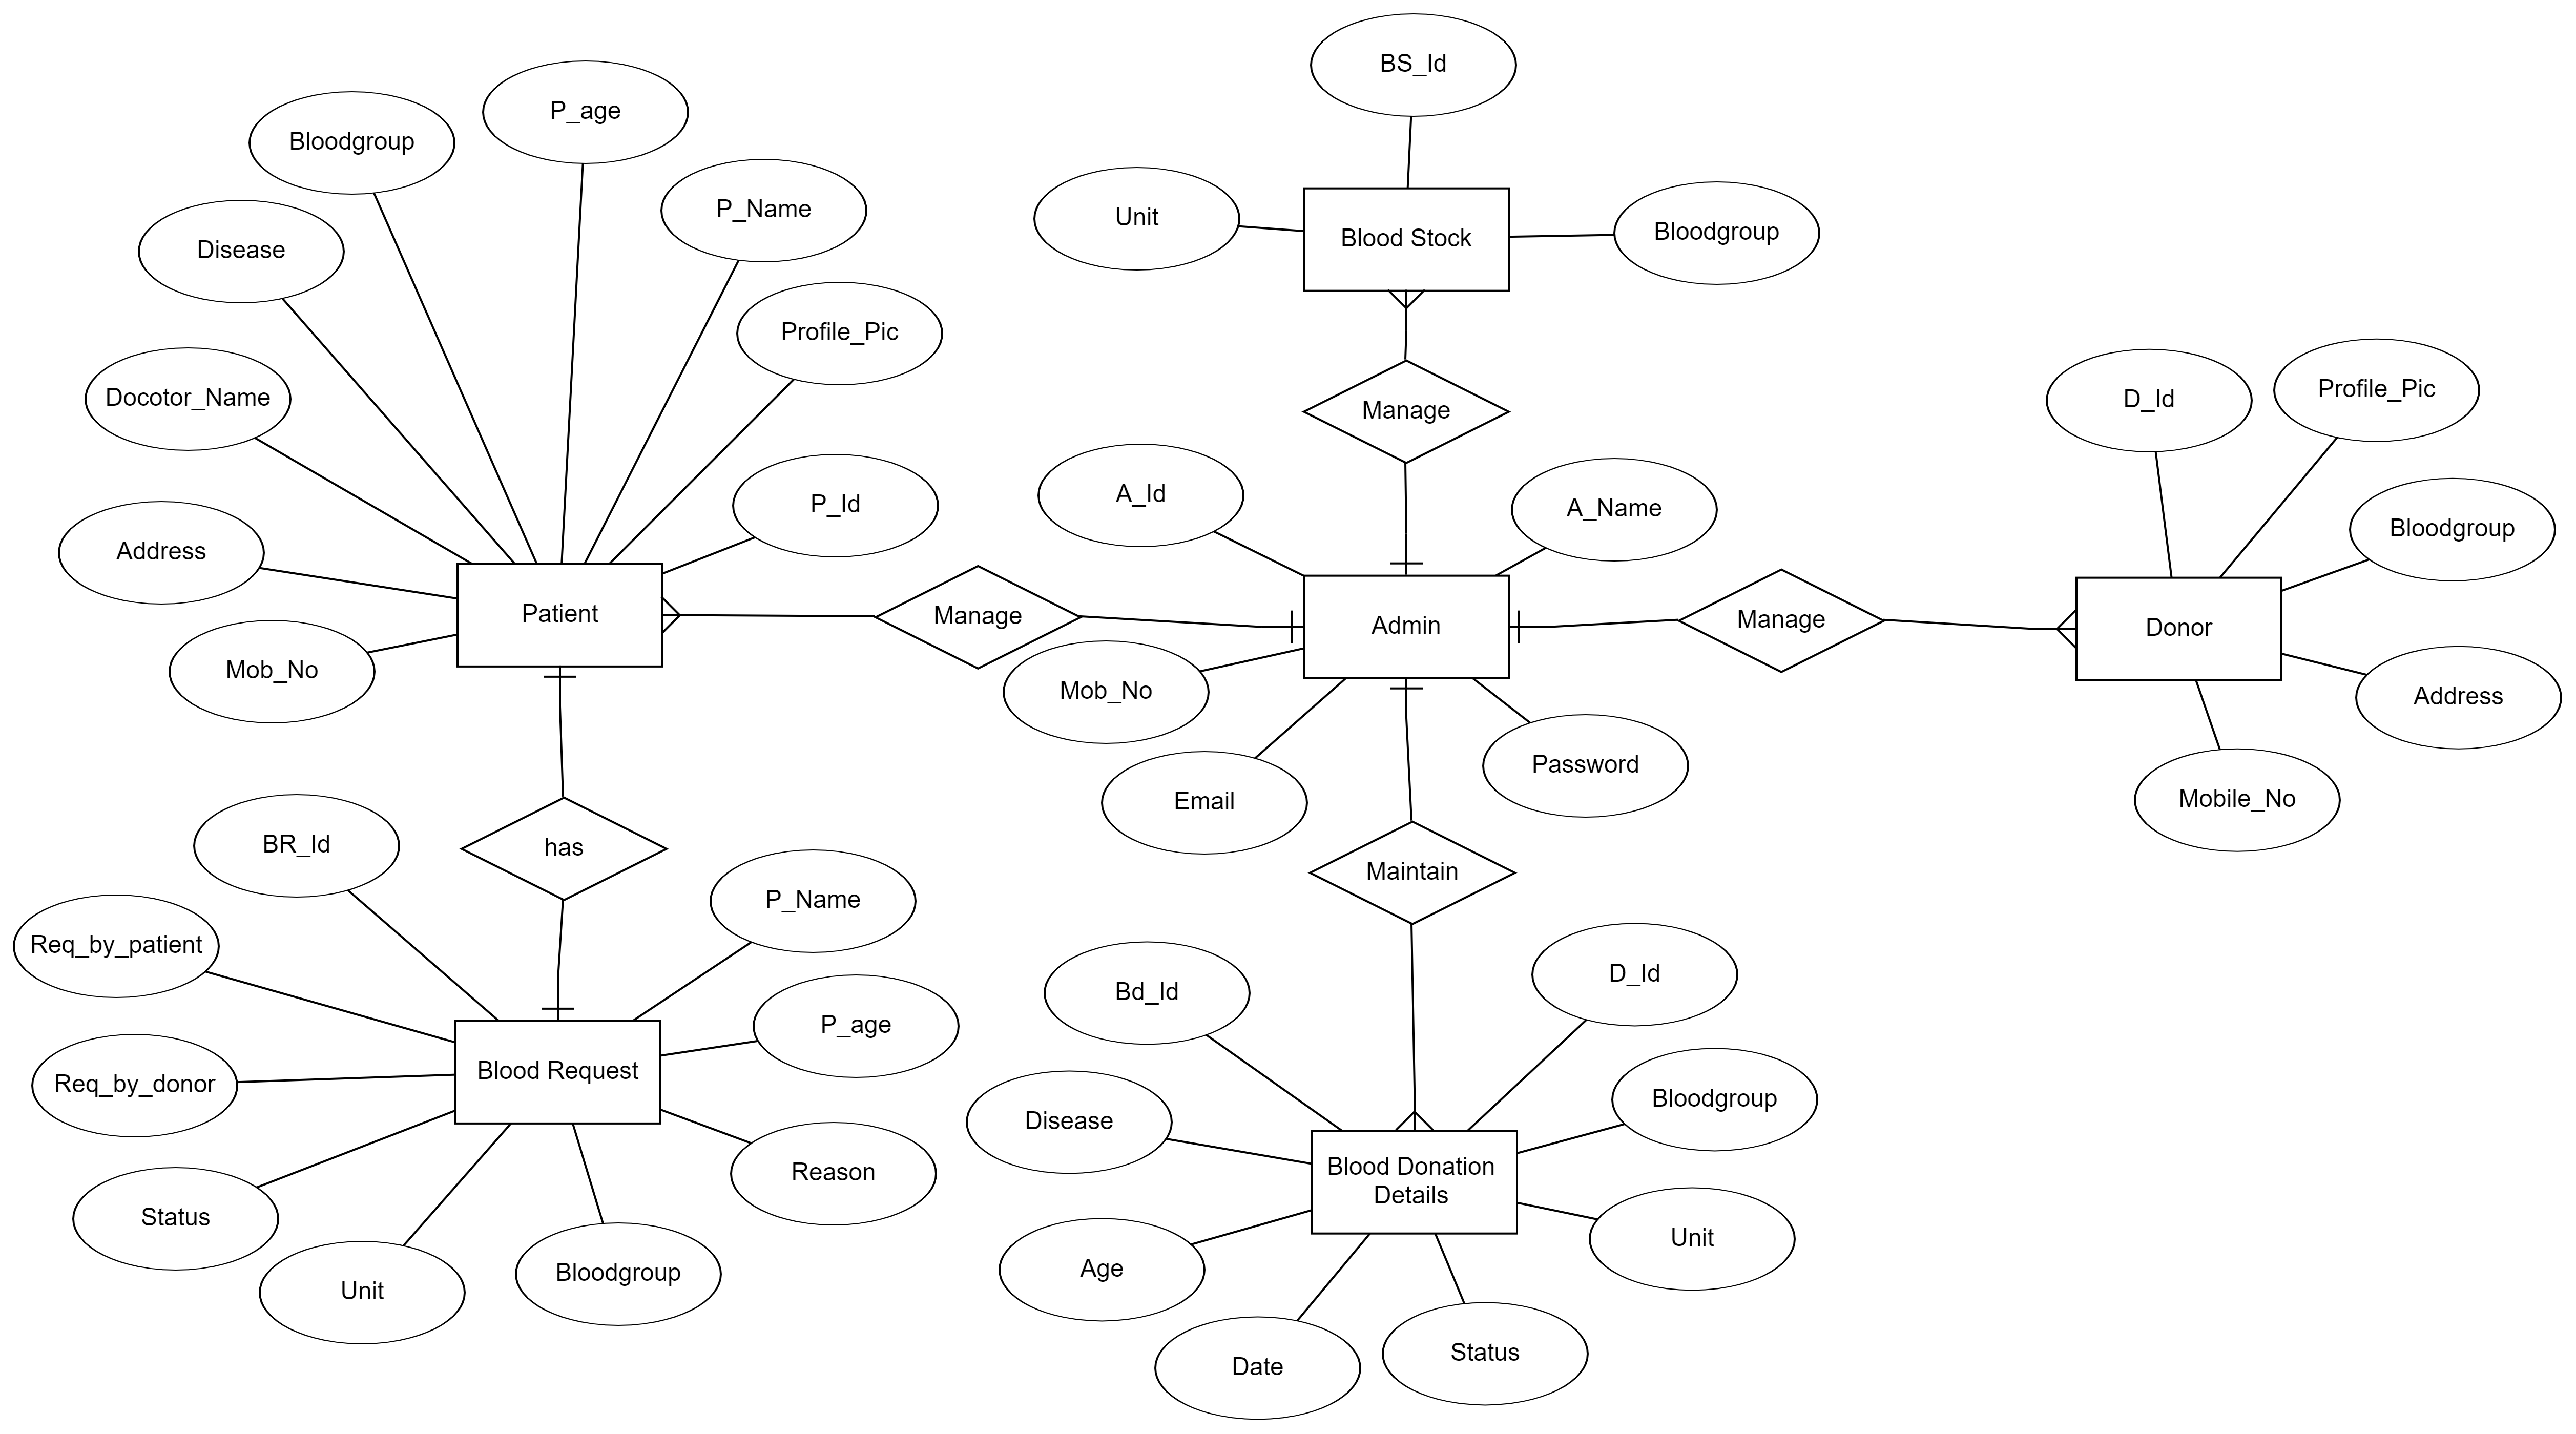 BS_Id
P_age
Bloodgroup
P_Name
Unit
Blood Stock
Bloodgroup
Disease
Profile_Pic
Docotor_Name
Manage
D_Id
Profile_Pic
P_Id
A_Id
A_Name
Bloodgroup
Address
Patient
Manage
Admin
Manage
Donor
Mob_No
Mob_No
Address
Email
Password
Mobile_No
BR_Id
has
Maintain
P_Name
Req_by_patient
Bd_Id
D_Id
P_age
Blood Request
Req_by_donor
Disease
Bloodgroup
Reason
Blood Donation
Details
Status
Unit
Bloodgroup
Age
Unit
Date
Status